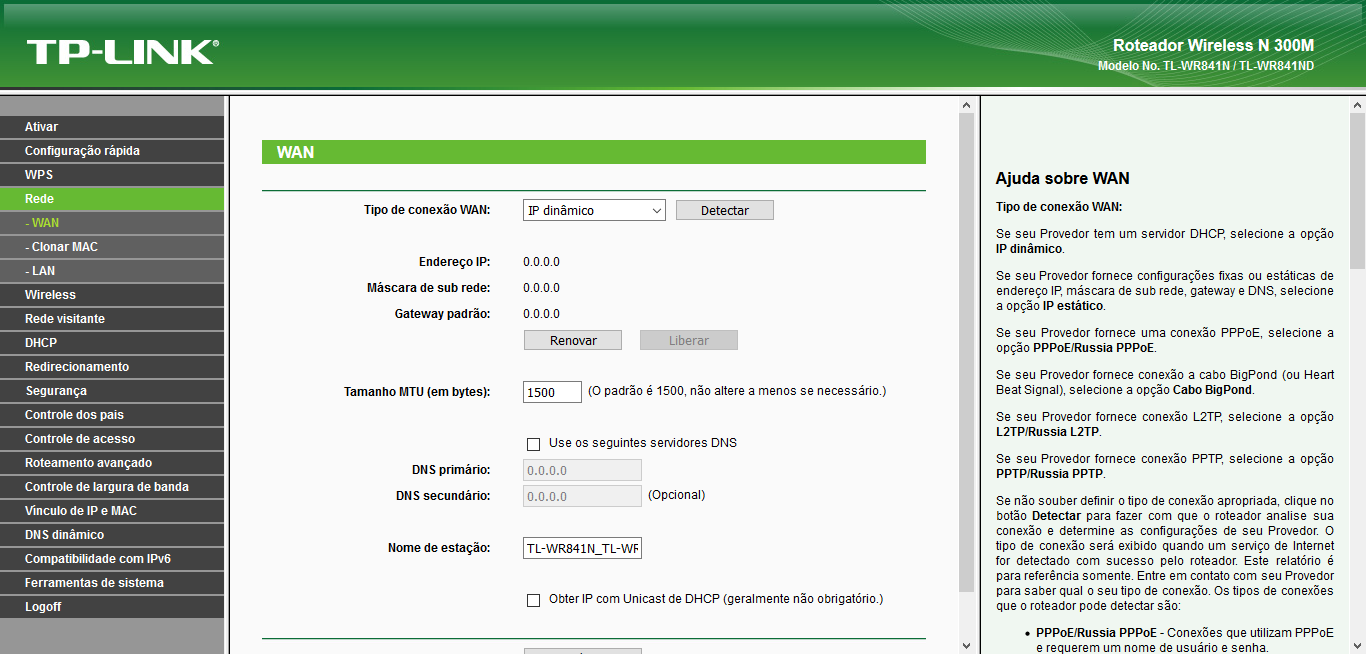 TP-LINK®
Roteador Wireless N 300M
Modelo No. TL-WR841N / TL-WR841ND
Ativar
Configuração rápida
WPS
Rede
- WAN
- Clonar MAC
- LAN
Wireless
Rede visitante
DHCP
Redirecionamento
Segurança
Controle dos pais
Controle de acesso
Roteamento avançado
Controle de largura de banda
Vínculo de IP e MAC
DNS dinâmico
Compatibilidade com IPv6
Ferramentas de sistema
Logoff
WAN
Tipo de conexão WAN: IP dinâmico Detectar
Endereço IP: 0.0.0.0
Máscara de sub rede: 0.0.0.0
Gateway padrão: 0.0.0.0
Renovar Liberar
Tamanho MTU (em bytes): 1500 (O padrão é 1500, não altere a menos se necessário.)
Use os seguintes servidores DNS
DNS primário: 0.0.0.0
DNS secundário: 0.0.0.0 (Opcional)
Nome de estação: TL-WR841N_TL-WR
Obter IP com Unicast de DHCP (geralmente não obrigatório.)
Ajuda sobre WAN
Tipo de conexão WAN:
Se seu Provedor tem um servidor DHCP, selecione a opção
IP dinâmico.
Se seu Provedor fornece configurações fixas ou estáticas de
endereço IP, máscara de sub rede, gateway e DNS, selecione
a opção IP estático.
Se seu Provedor fornece uma conexão PPPoE, selecione a
opção PPPoE/Russia PPPoE.
Se seu Provedor fornece conexão a cabo BigPond (ou Heart
Beat Signal), selecione a opção Cabo BigPond.
Se seu Provedor fornece conexão L2TP, selecione a opção
L2TP/Russia L2TP.
Se seu Provedor fornece conexão PPTP, selecione a opção
PPTP/Russia PPTP.
Se não souber definir o tipo de conexão apropriada, clique no
botão Detectar para fazer com que o roteador analise sua
conexão e determine as configurações de seu Provedor. O
tipo de conexão será exibido quando um serviço de Internet
for detectado com sucesso pelo roteador. Este relatório é
para referência somente. Entre em contato com seu Provedor
para saber qual o seu tipo de conexão. Os tipos de conexões
que o roteador pode detectar são:
• PPPoE/Russia PPPoE - Conexões que utilizam PPPoE
e requerem um nome de usuário e senha.